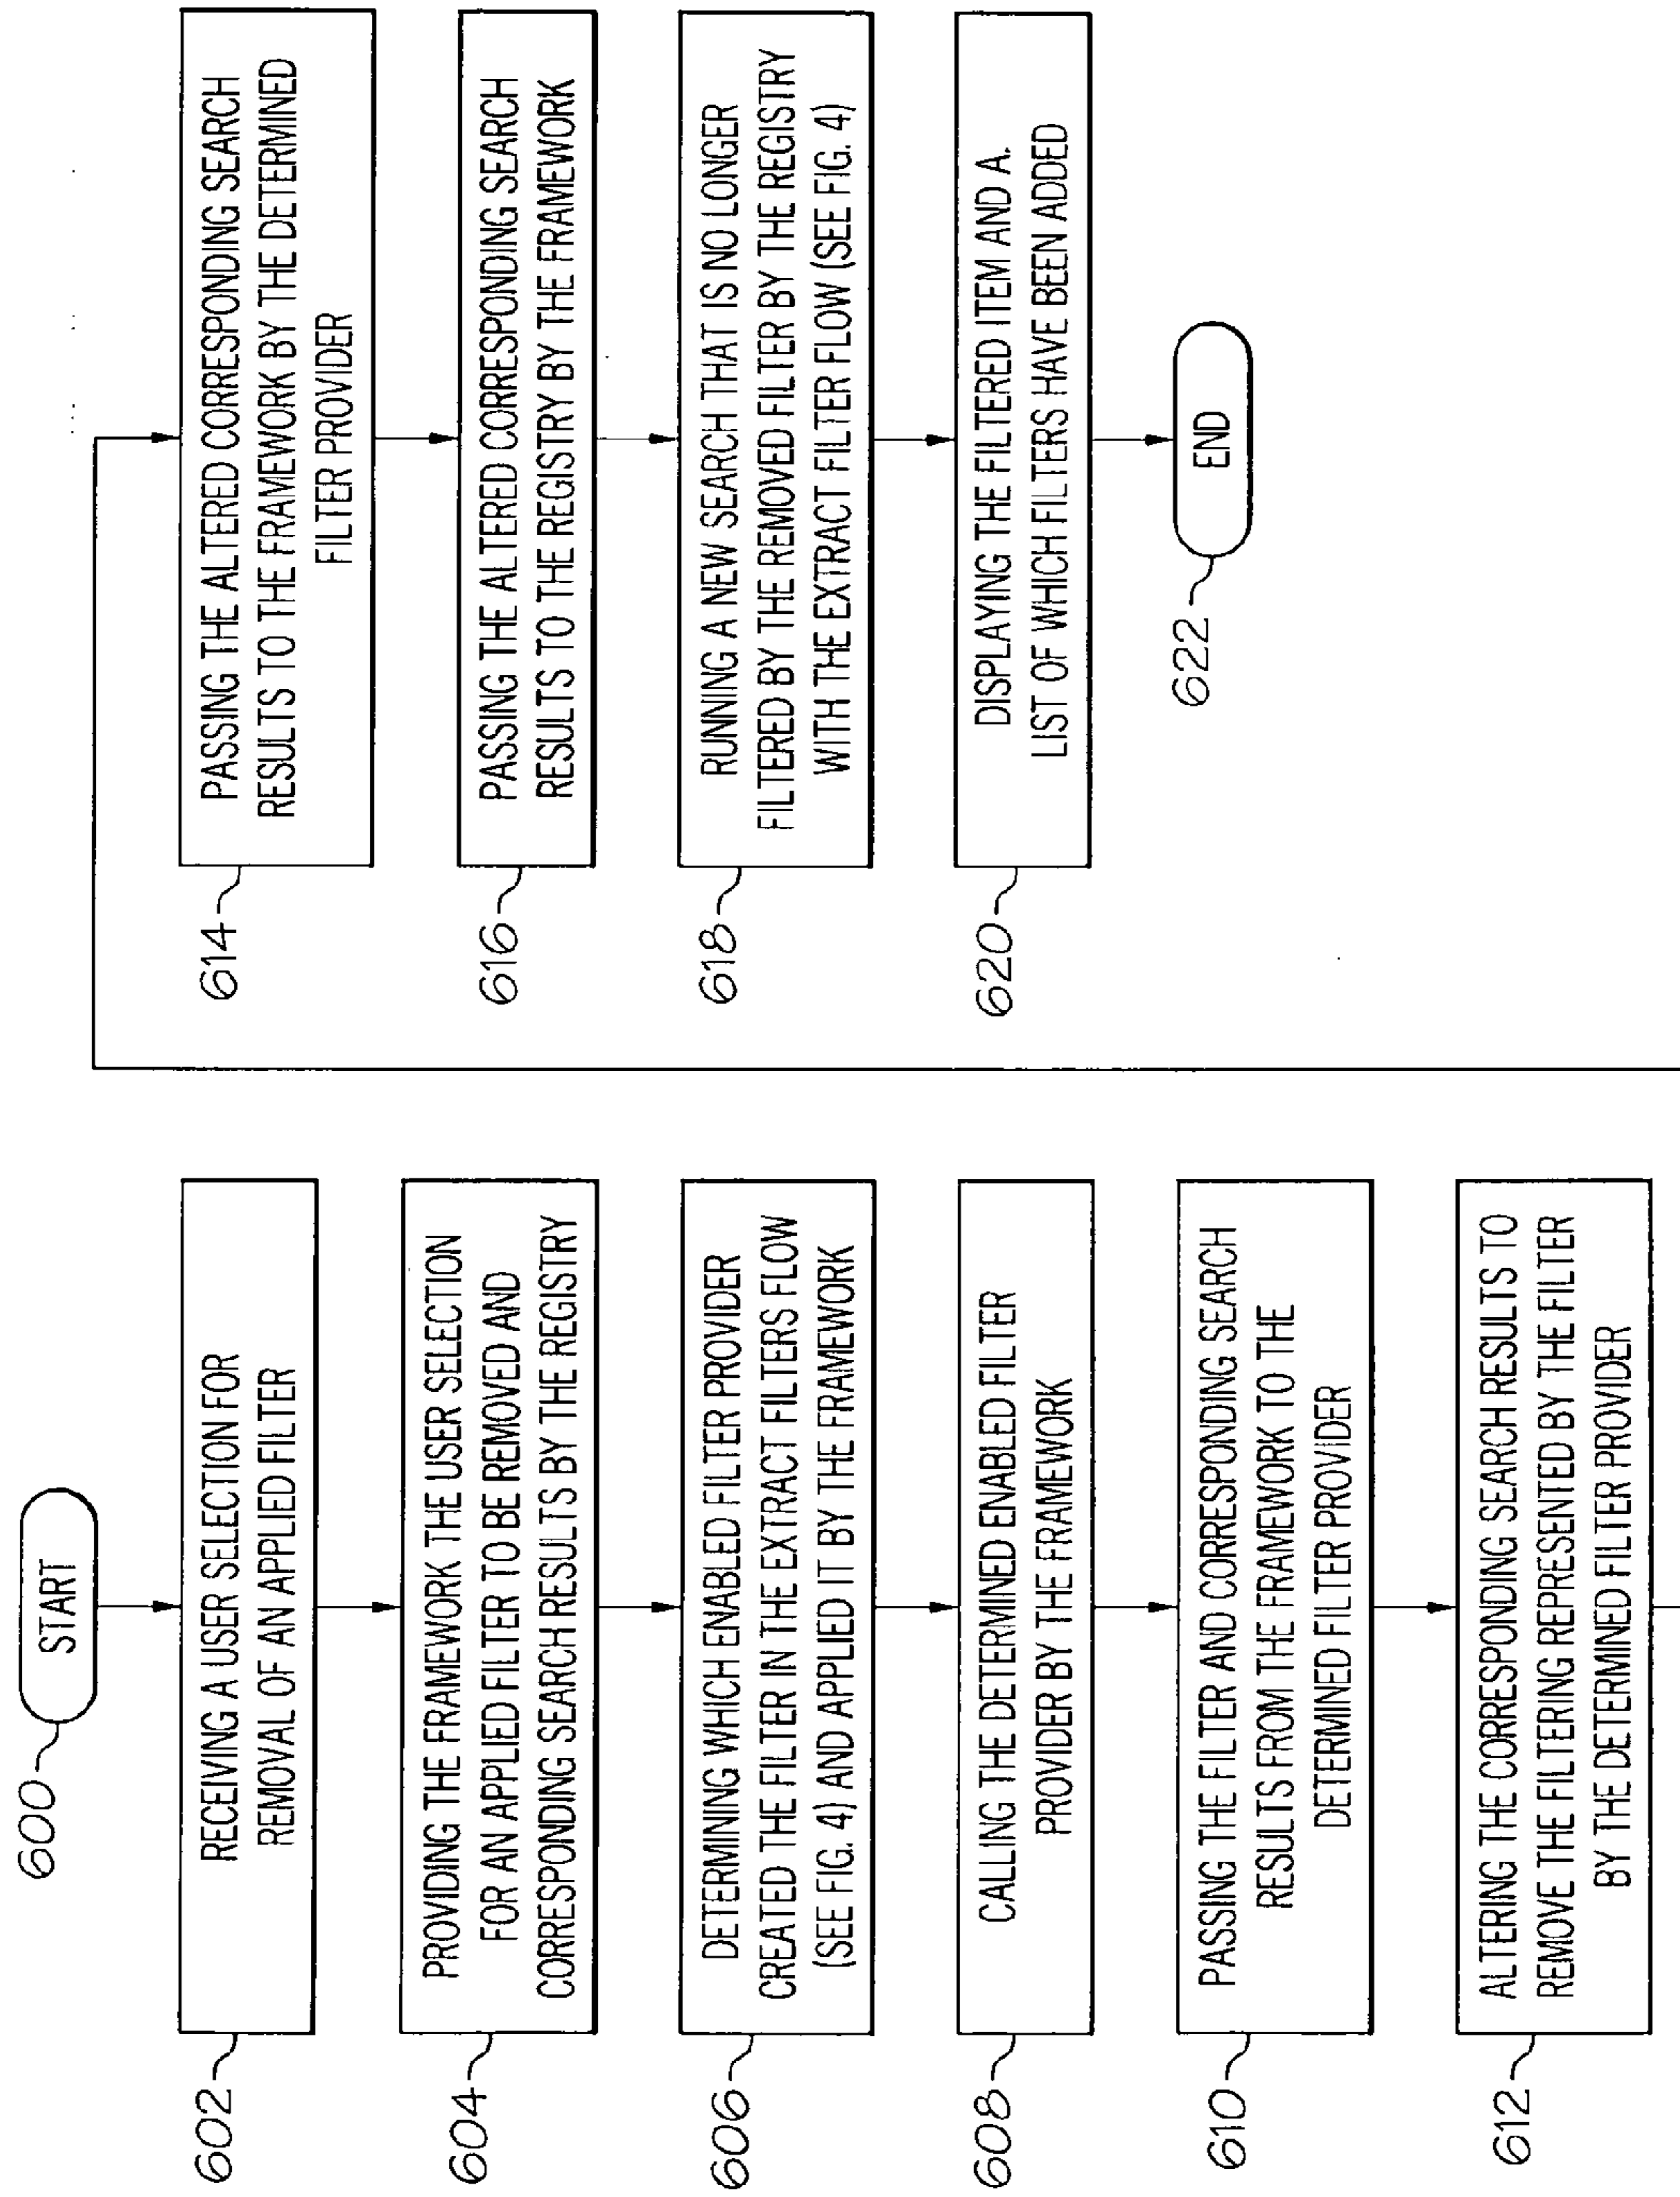 600
START
602
RECEIVING A USER SELECTION FOR
REMOVAL OF AN APPLIED FILTER
604
PROVIDING THE FRAMEWORK THE USER SELECTION
FOR AN APPLIED FILTER TO BE REMOVED AND
CORRESPONDING SEARCH RESULTS BY THE REGISTRY
606
DETERMINING WHICH ENABLED FILTER PROVIDER
CREATED THE FILTER IN THE EXTRACT FILTERS FLOW
(SEE FIG. 4) AND APPLIED IT BY THE FRAMEWORK
608
CALLING THE DETERMINED ENABLED FILTER
PROVIDER BY THE FRAMEWORK
610
PASSING THE FILTER AND CORRESPONDING SEARCH
RESULTS FROM THE FRAMEWORK TO THE
DETERMINED FILTER PROVIDER
612
ALTERING THE CORRESPONDING SEARCH RESULTS TO
REMOVE THE FILTERING REPRESENTED BY THE FILTER
BY THE DETERMINED FILTER PROVIDER
614
PASSING THE ALTERED CORRESPONDING SEARCH
RESULTS TO THE FRAMEWORK BY THE DETERMINED
FILTER PROVIDER
616
PASSING THE ALTERED CORRESPONDING SEARCH
RESULTS TO THE REGISTRY BY THE FRAMEWORK
618
RUNNING A NEW SEARCH THAT IS NO LONGER
FILTERED BY THE REMOVED FILTER BY THE REGISTRY
WITH THE EXTRACT FILTER FLOW (SEE FIG. 4)
620
DISPLAYING THE FILTERED ITEM AND A
LIST OF WHICH FILTERS HAVE BEEN ADDED
622
END